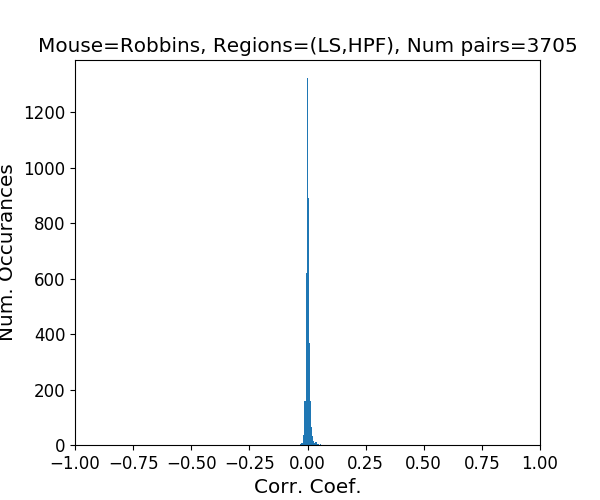 Mouse=Robbins, Regions=(LS,HPF), Num pairs=3705
Num. Occurances
1200
1000
800
600
400
200
0
−1.00 −0.75 −0.50 −0.25 0.00 0.25 0.50 0.75 1.00
Corr. Coef.